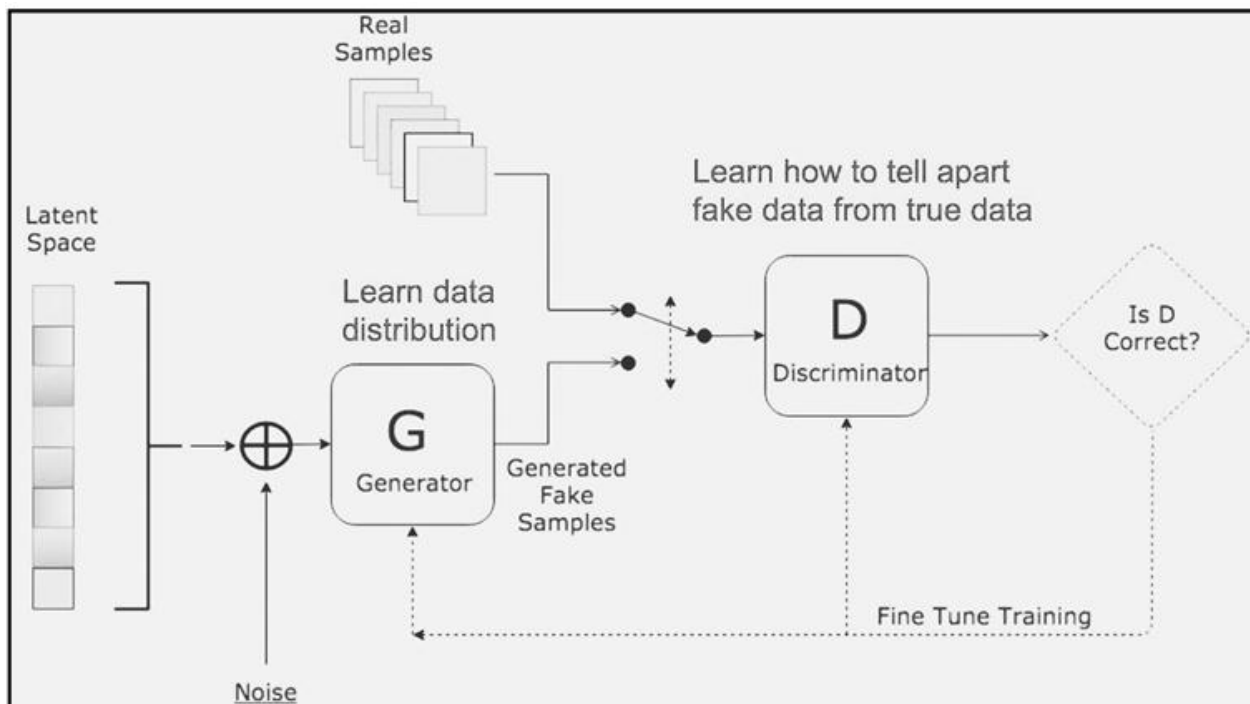 Real
Samples
Learn how to tell apart
fake data from true data
Latent
Space
Learn data
distribution
D
Discriminator
Is D
Correct?
G
Generator
Generated
Fake
Samples
Fine Tune Training
Noise